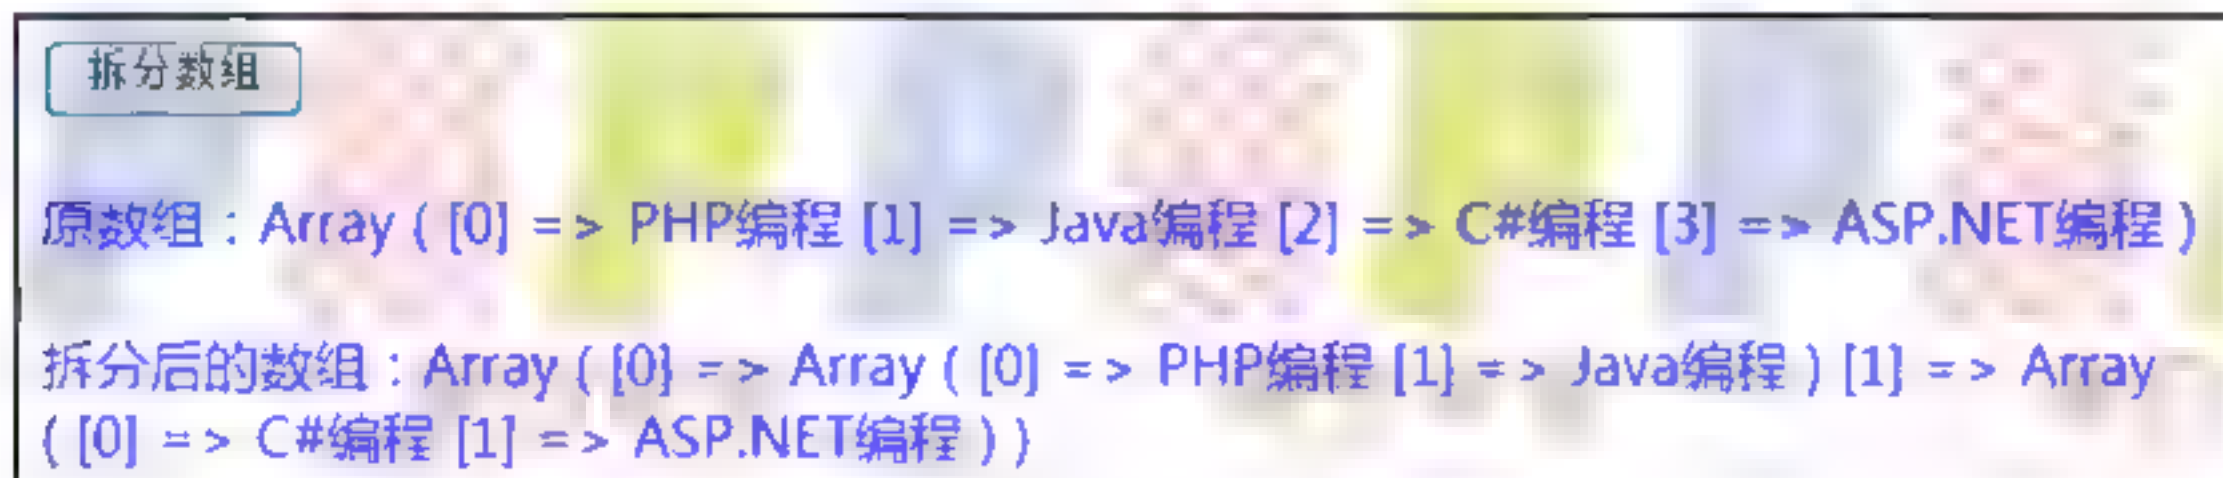 拆分数组
原数组：Array ( [0] => PHP编程 [1] => Java编程 [2] => C#编程 [3] => ASP.NET编程 )
拆分后的数组：Array ( [0] => Array ( [0] => PHP编程 [1] => Java编程 ) [1] => Array
( [0] => C#编程 [1] => ASP.NET编程 ) )